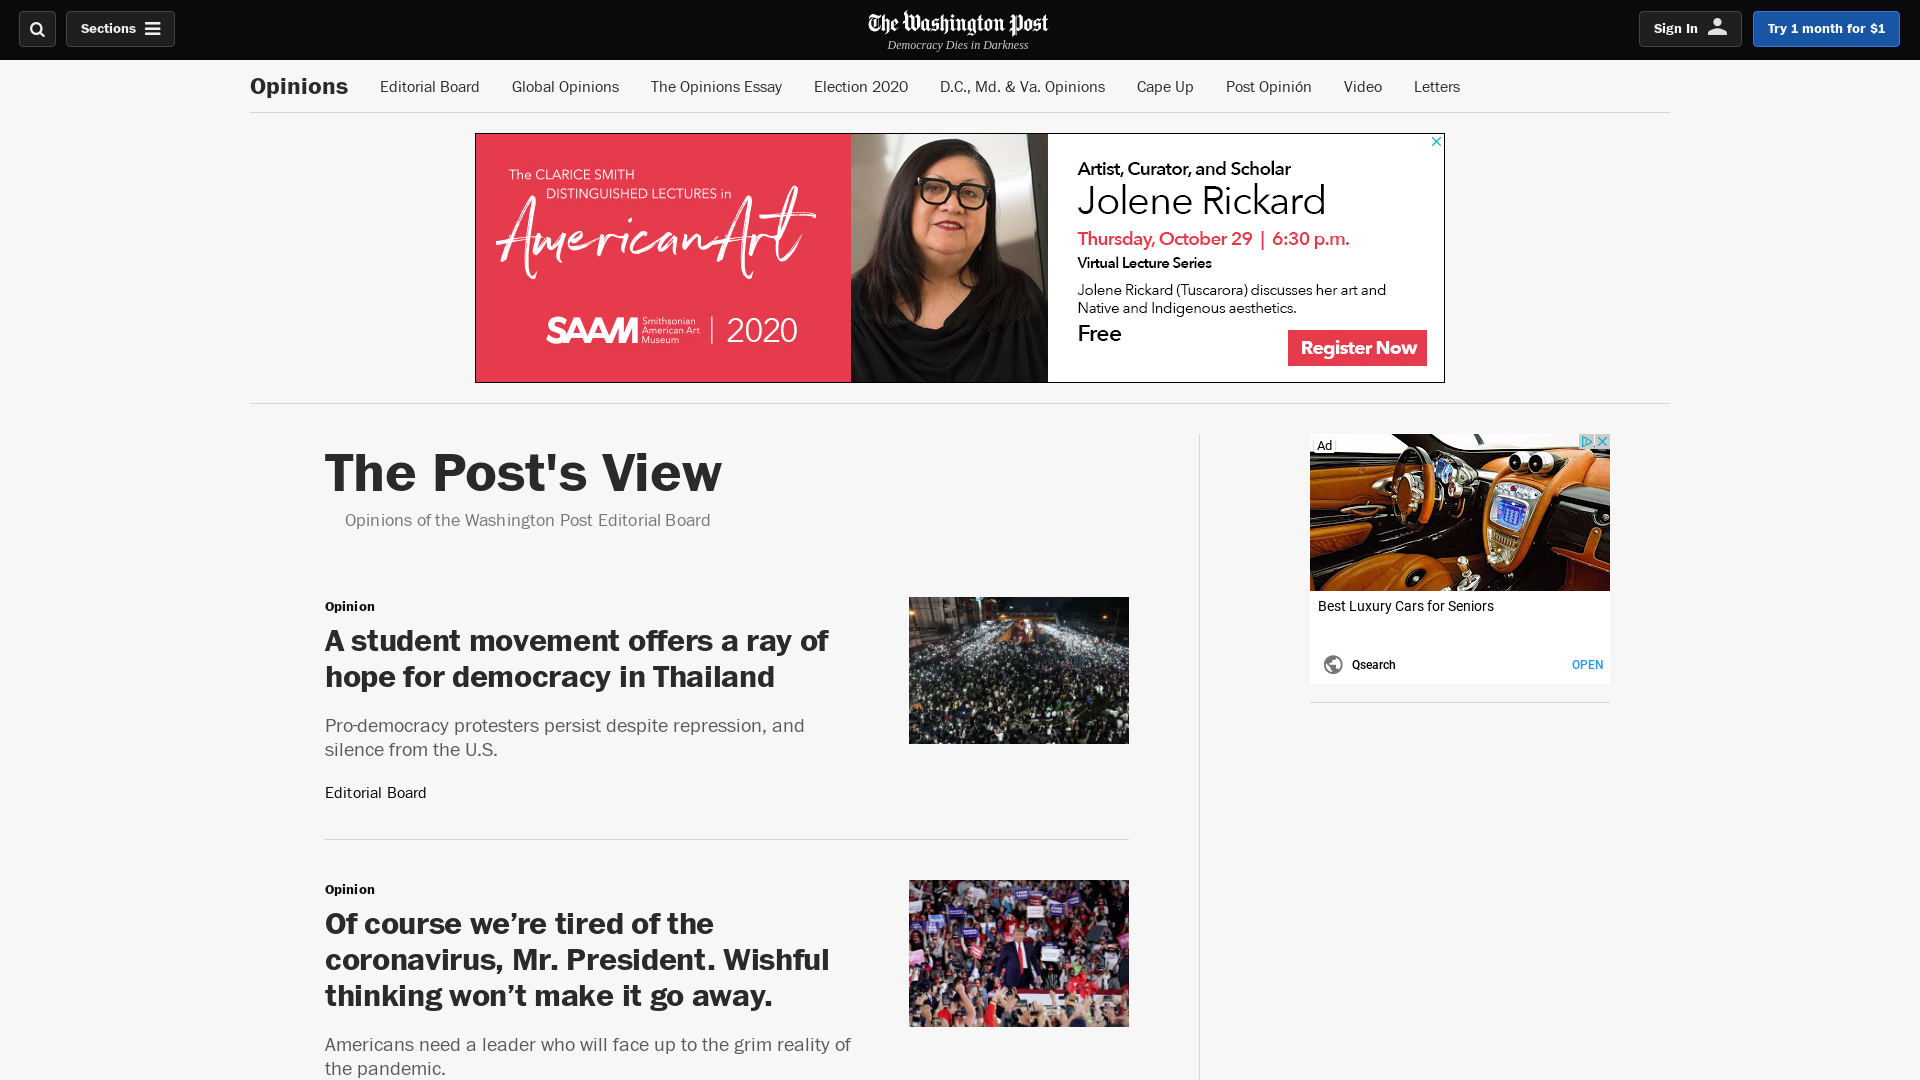 Sections
The Washington Post
Democracy Dies in Darkness
Sign In
Try 1 month for $1
Opinions
Editorial Board
Global Opinions
The Opinions Essay
Election 2020
D.C., Md. & Va. Opinions
Cape Up
Post Opinión
Video
Letters
The CLARICE SMITH
DISTINGUISHED LECTURES in
American Art
SAAM
Smithsonian
American Art
Museum
2020
Artist, Curator, and Scholar
Jolene Rickard
Thursday, October 29 | 6:30 p.m.
Virtual Lecture Series
Jolene Rickard (Tuscarora) discusses her art and
Native and Indigenous aesthetics.
Free
Register Now
The Post's View
Opinions of the Washington Post Editorial Board
Opinion
A student movement offers a ray of
hope for democracy in Thailand
Pro-democracy protesters persist despite repression, and
silence from the U.S.
Editorial Board
Opinion
Of course we’re tired of the
coronavirus, Mr. President. Wishful
thinking won’t make it go away.
Americans need a leader who will face up to the grim reality of
the pandemic.
Ad
Best Luxury Cars for Seniors
Qsearch
OPEN